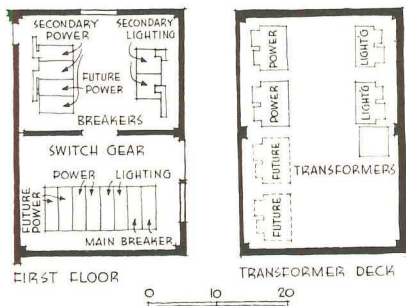 SECONDARY POWER
SECONDARY LIGHTING
FUTURE POWER
BREAKERS
SWITCH GEAR
POWER LIGHTING
FUTURE POWER
MAIN BREAKER
FIRST FLOOR
POWER
LIGHT'G
POWER
LIGHT'G
FUTURE
TRANSFORMERS
FUTURE
TRANSFORMER DECK
0 10 20